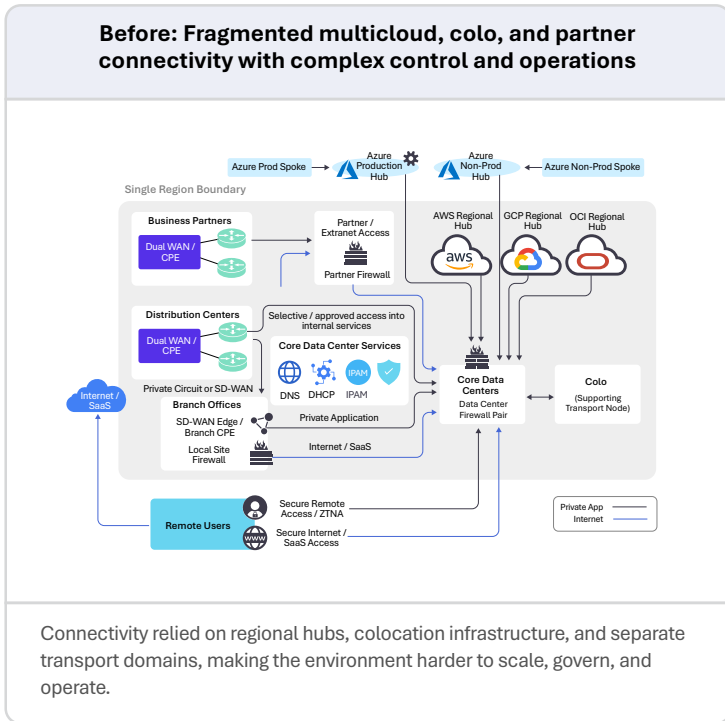 Before: Fragmented multicloud, colo, and partner
connectivity with complex control and operations
Azure Prod Spoke
Azure
Production
Hub
Azure
Non-Prod
Hub
Azure Non-Prod Spoke
Single Region Boundary
Business Partners
Dual WAN /
CPE
Partner /
Extranet Access
Partner Firewall
AWS Regional
Hub
aws
GCP Regional
Hub
OCI Regional
Hub
Distribution Centers
Dual WAN /
CPE
Selective / approved access into
internal services
Core Data Center Services
DNS
DHCP
IPAM
IPAM
Core Data
Centers
Data Center
Firewall Pair
Colo
(Supporting
Transport Node)
Internet /
SaaS
Private Circuit or SD-WAN
Branch Offices
SD-WAN Edge /
Branch CPE
Local Site
Firewall
Private Application
Internet / SaaS
Remote Users
Secure Remote
Access / ZTNA
WWW
Secure Internet /
SaaS Access
Private App
Internet
Connectivity relied on regional hubs, colocation infrastructure, and separate
transport domains, making the environment harder to scale, govern, and
operate.